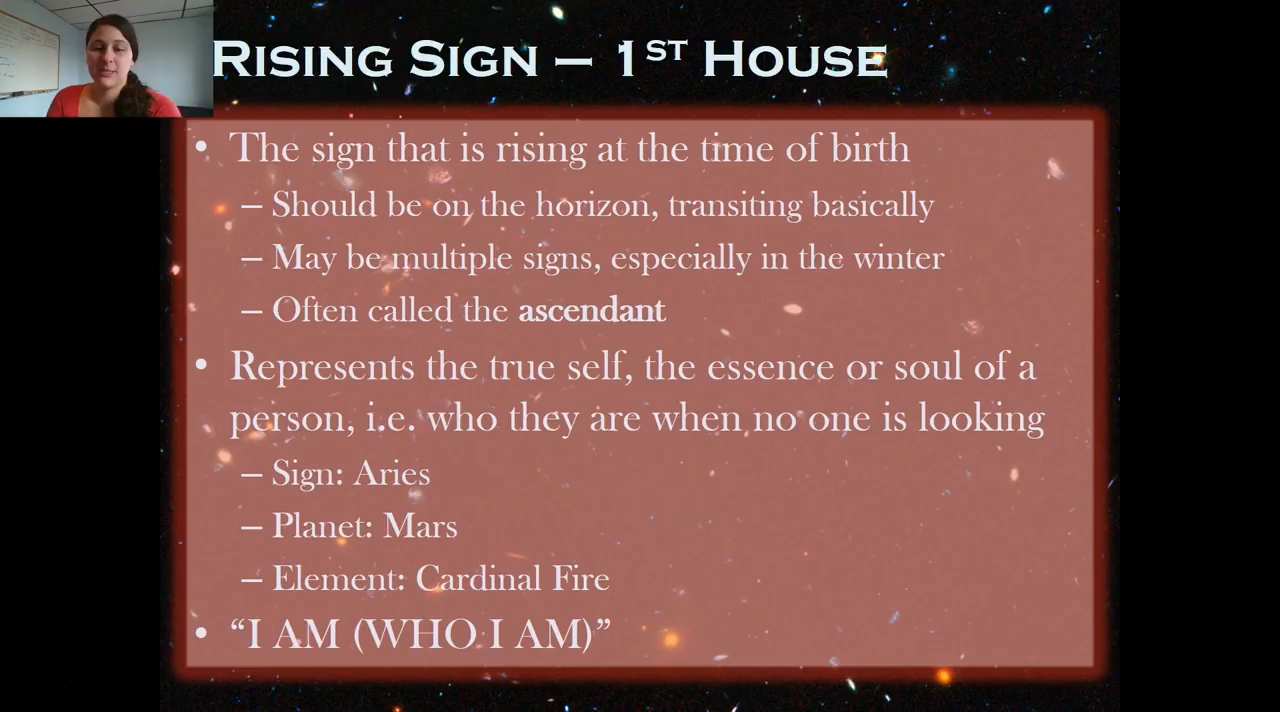 RISING SIGN – 1ST HOUSE
• The sign that is rising at the time of birth
– Should be on the horizon, transiting basically
– May be multiple signs, especially in the winter
– Often called the ascendant
• Represents the true self, the essence or soul of a
person, i.e. who they are when no one is looking
– Sign: Aries
– Planet: Mars
– Element: Cardinal Fire
• “I AM (WHO I AM)”